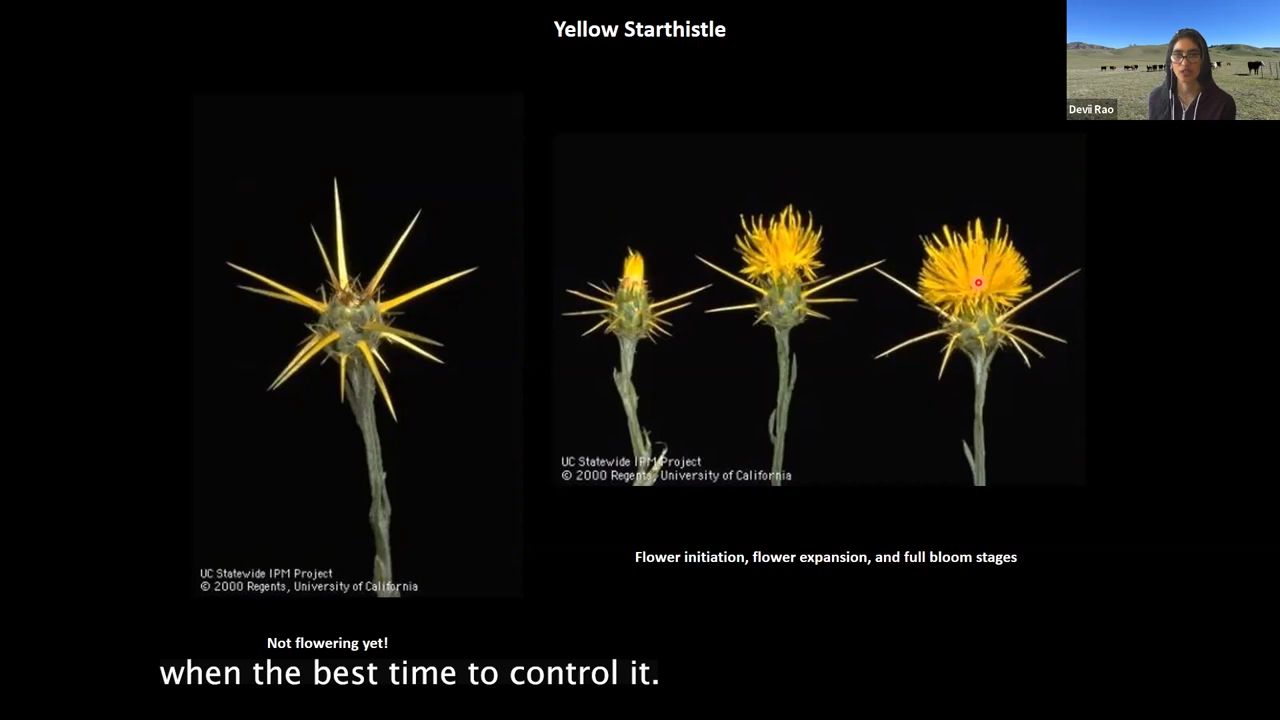 Yellow Starthistle
Devii Rao
UC Statewide IPM Project
© 2000 Regents, University of California
UC Statewide IPM Project
© 2000 Regents, University of California
Flower initiation, flower expansion, and full bloom stages
Not flowering yet!
when the best time to control it.